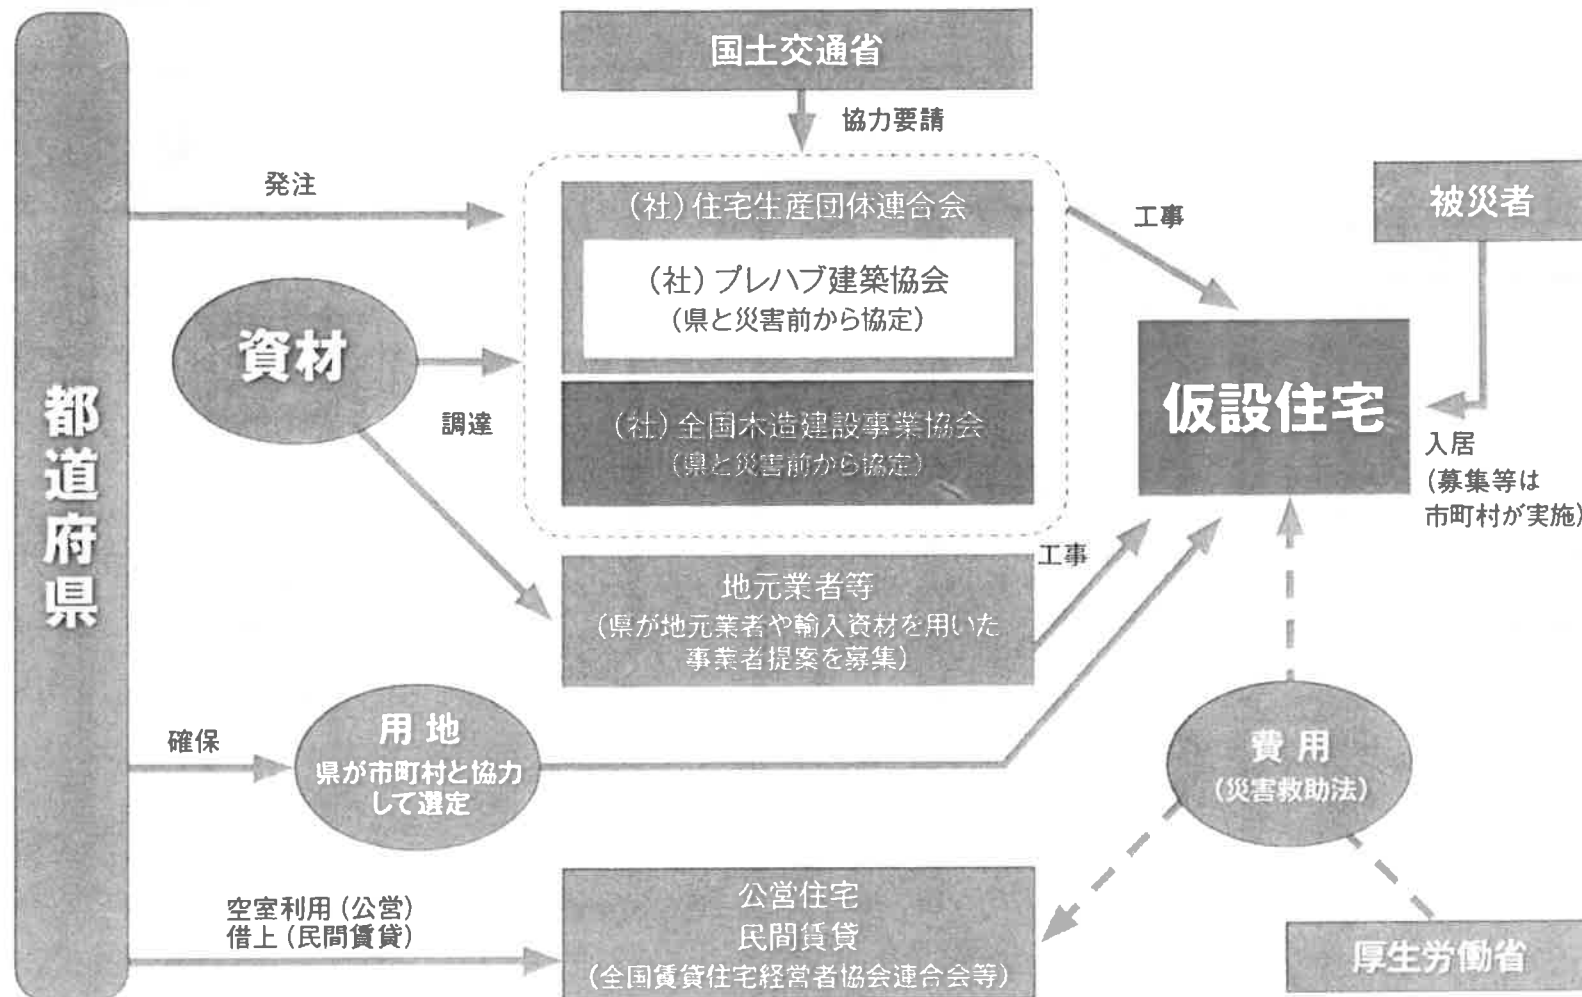 国土交通省
協力要請
都道府県
発注
(社)住宅生産団体連合会
(社)プレハブ建築協会
(県と災害前から協定)
(社)全国木造建設事業協会
(県と災害前から協定)
工事
被災者
資材
調達
仮設住宅
入居
(募集等は
市町村が実施)
地元業者等
(県が地元業者や輸入資材を用いた
事業者提案を募集)
工事
確保
用地
県が市町村と協力
して選定
費用
(災害救助法)
空室利用(公営)
借上(民間賃貸)
公営住宅
民間賃貸
(全国賃貸住宅経営者協会連合会等)
厚生労働省